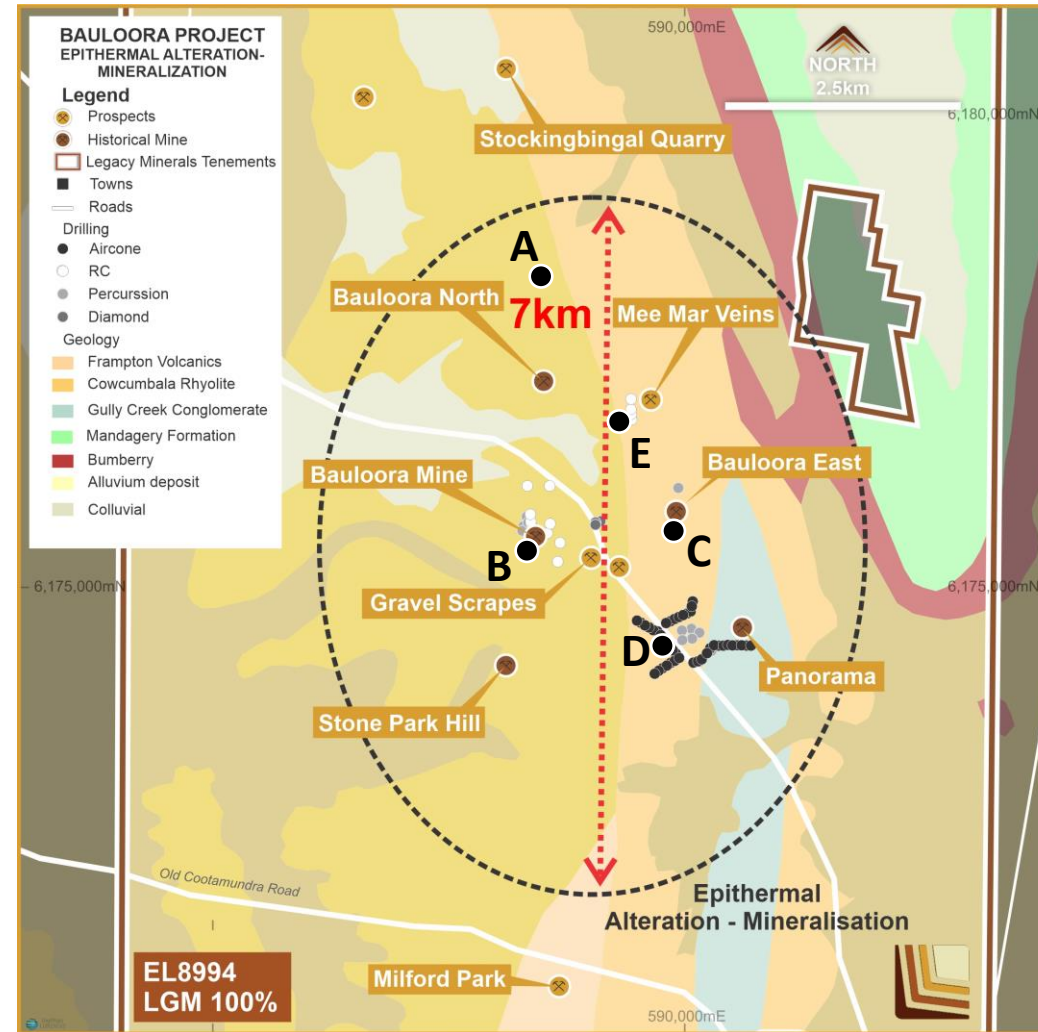 BAULOORA PROJECT
EPITHERMAL ALTERATION-
MINERALIZATION
Legend
Prospects
Historical Mine
Legacy Minerals Tenements
Towns
Roads
Drilling
Aircone
RC
Percurssion
Diamond
Geology
Frampton Volcanics
Cowcumbala Rhyolite
Gully Creek Conglomerate
Mandagery Formation
Bumberry
Alluvium deposit
Colluvial
590,000mE
NORTH
2.5km
6,180,000mN
Stockingbingal Quarry
A
7km
Bauloora North
Mee Mar Veins
E
Bauloora East
Bauloora Mine
C
B
6,175,000mN
6,175,000mN
Gravel Scrapes
D
Panorama
Stone Park Hill
Old Cootamundra Road
Epithermal
Alteration - Mineralisation
EL8994
LGM 100%
Milford Park
590,000mE